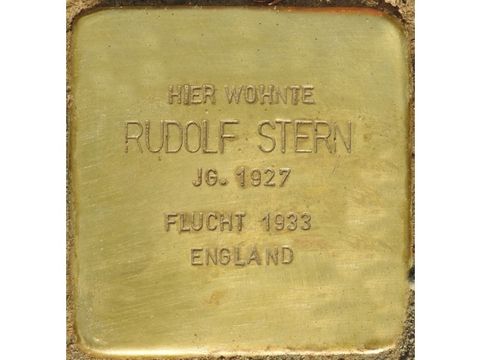 HIER WOHNTE
RUDOLF STERN
JG. 1927
FLUCHT 1933
ENGLAND